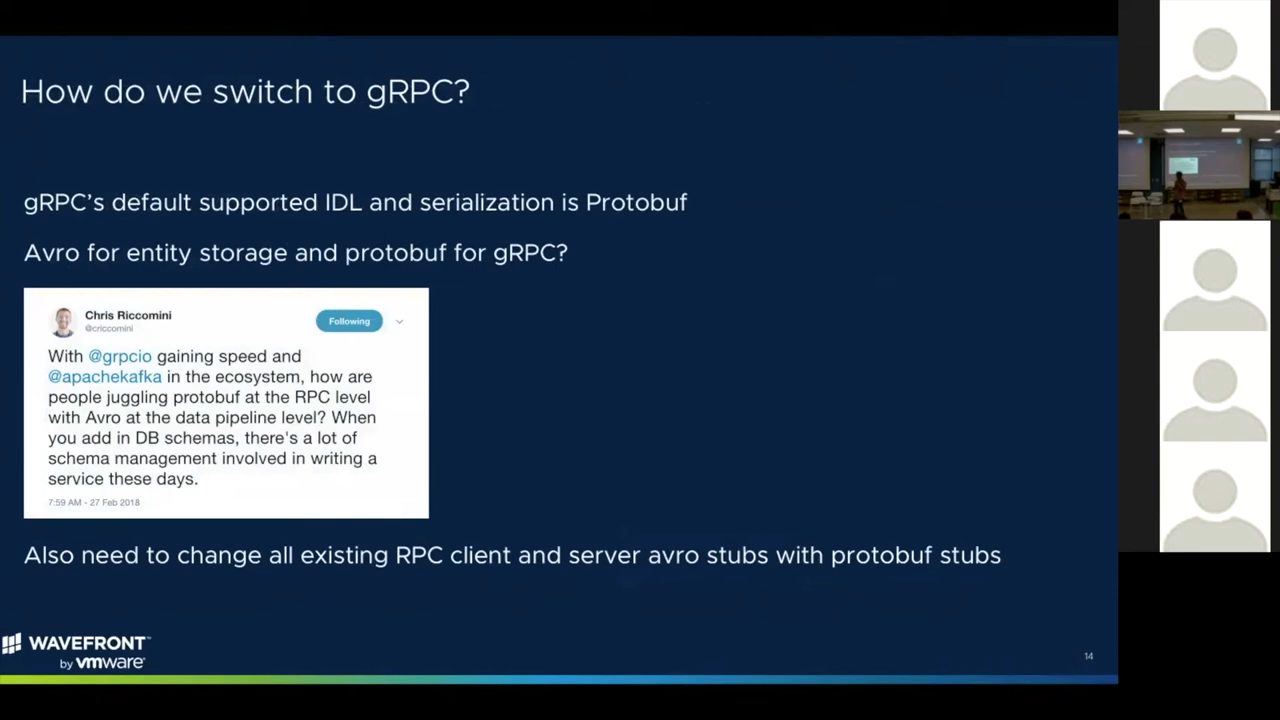 How do we switch to gRPC?
gRPC’s default supported IDL and serialization is Protobuf
Avro for entity storage and protobuf for gRPC?
Chris Riccomini
@criccomini
Following
With @grpcio gaining speed and
@apachekafka in the ecosystem, how are
people juggling protobuf at the RPC level
with Avro at the data pipeline level? When
you add in DB schemas, there's a lot of
schema management involved in writing a
service these days.
7:59 AM - 27 Feb 2018
Also need to change all existing RPC client and server avro stubs with protobuf stubs
WAVEFRONT™
by vmware®
14